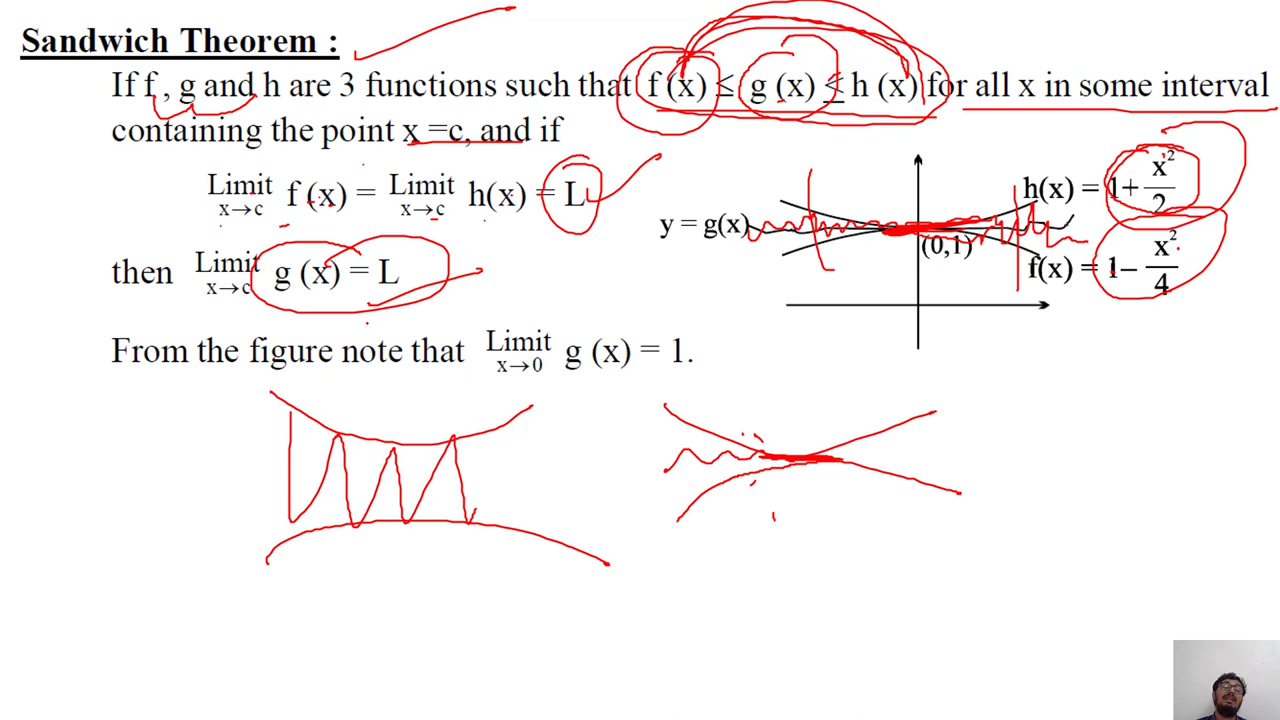 Sandwich Theorem :
If f , g and h are 3 functions such that f (x) ≤ g (x) ≤ h (x) for all x in some interval
containing the point x =c, and if
Limit x→c f (x) = Limit x→c h(x) = L
h(x) = 1+ x²/2
y = g(x)
(0,1)
f(x) = 1− x²/4
then Limit x→c g (x) = L
From the figure note that Limit x→0 g (x) = 1.